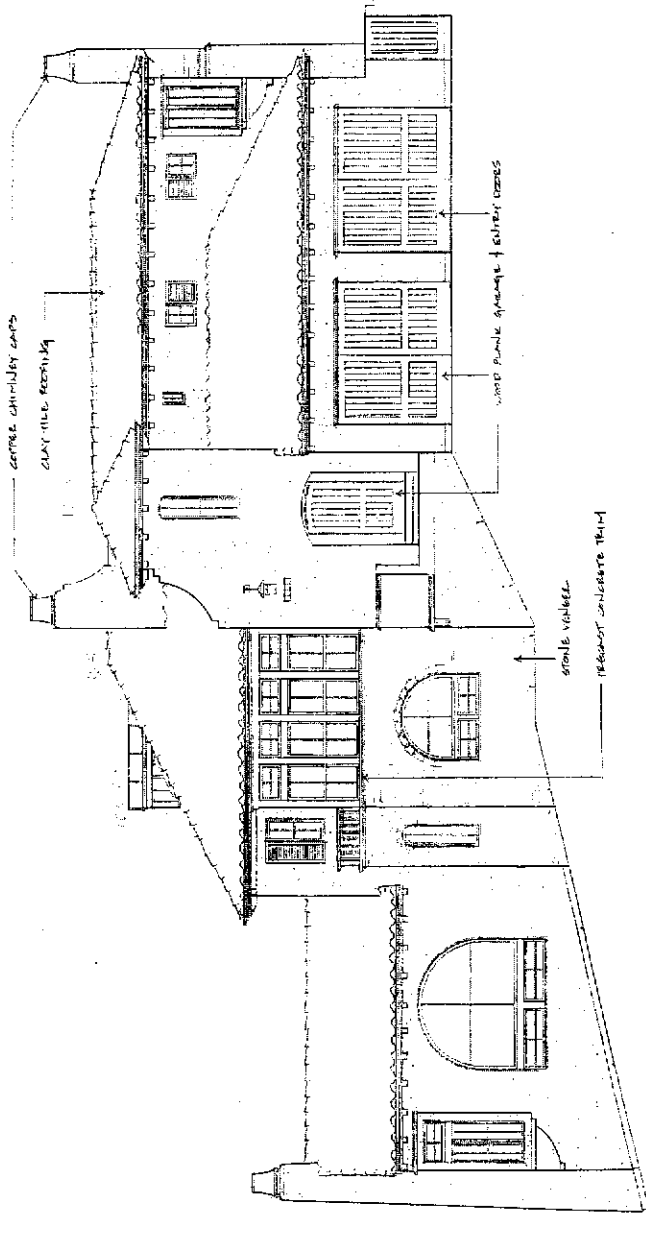 COPPER CHIMNEY CAPS
CLAY TILE ROOFING
WOOD PLANK GARAGE & ENTRY DOORS
STONE VENEER
PRECAST CONCRETE TRIM